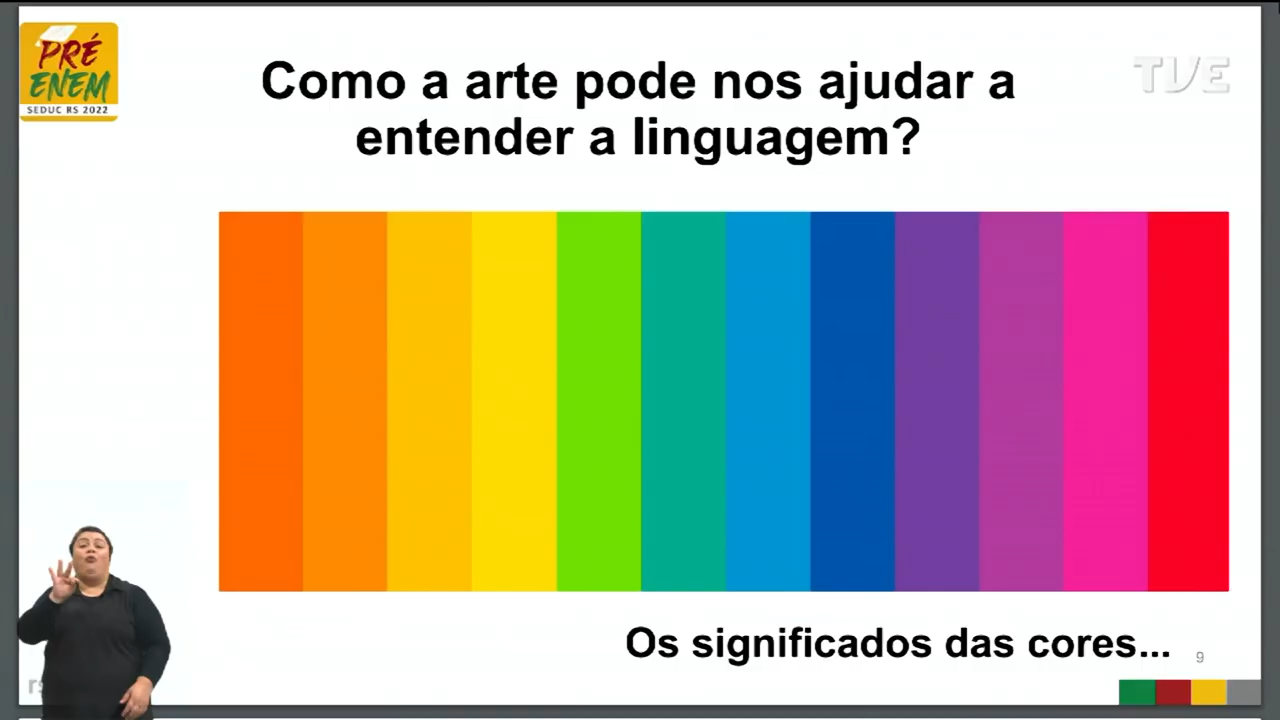 PRÉ
ENEM
SEDUC RS 2022
TVE
Como a arte pode nos ajudar a
entender a linguagem?
Os significados das cores...
9